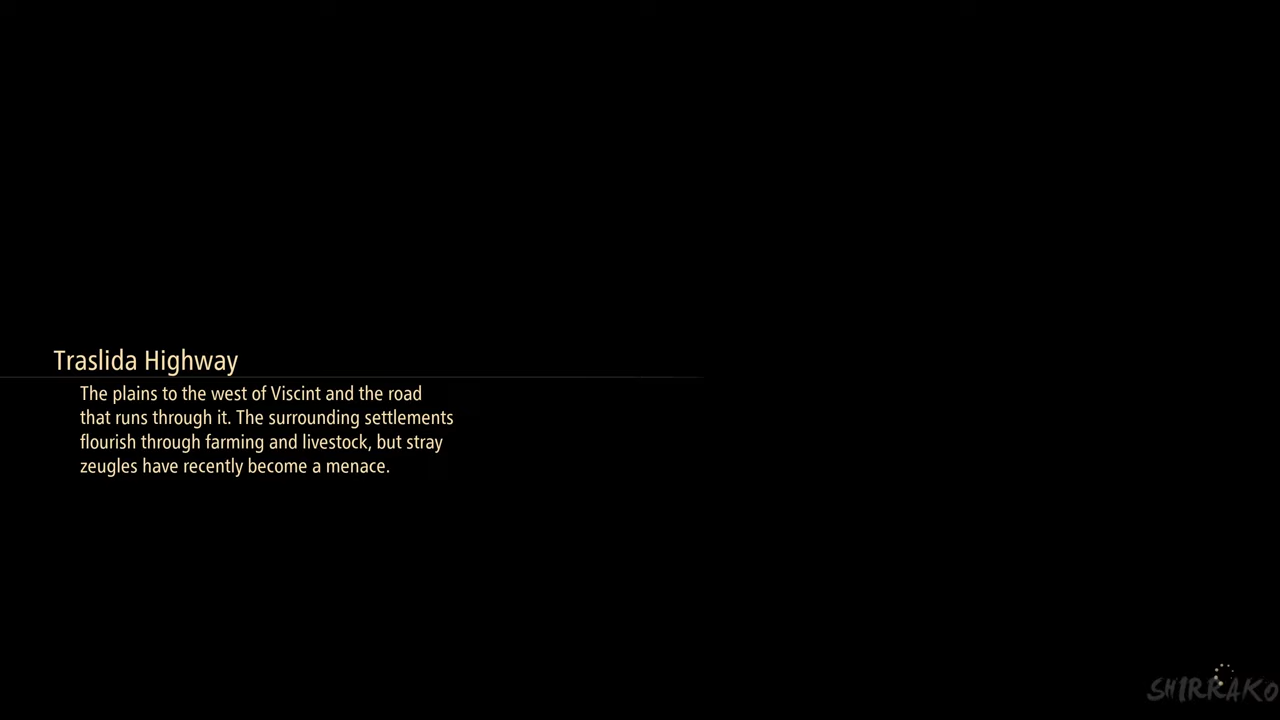 Traslida Highway
The plains to the west of Viscint and the road
that runs through it. The surrounding settlements
flourish through farming and livestock, but stray
zeugles have recently become a menace.
SHIRRAKO